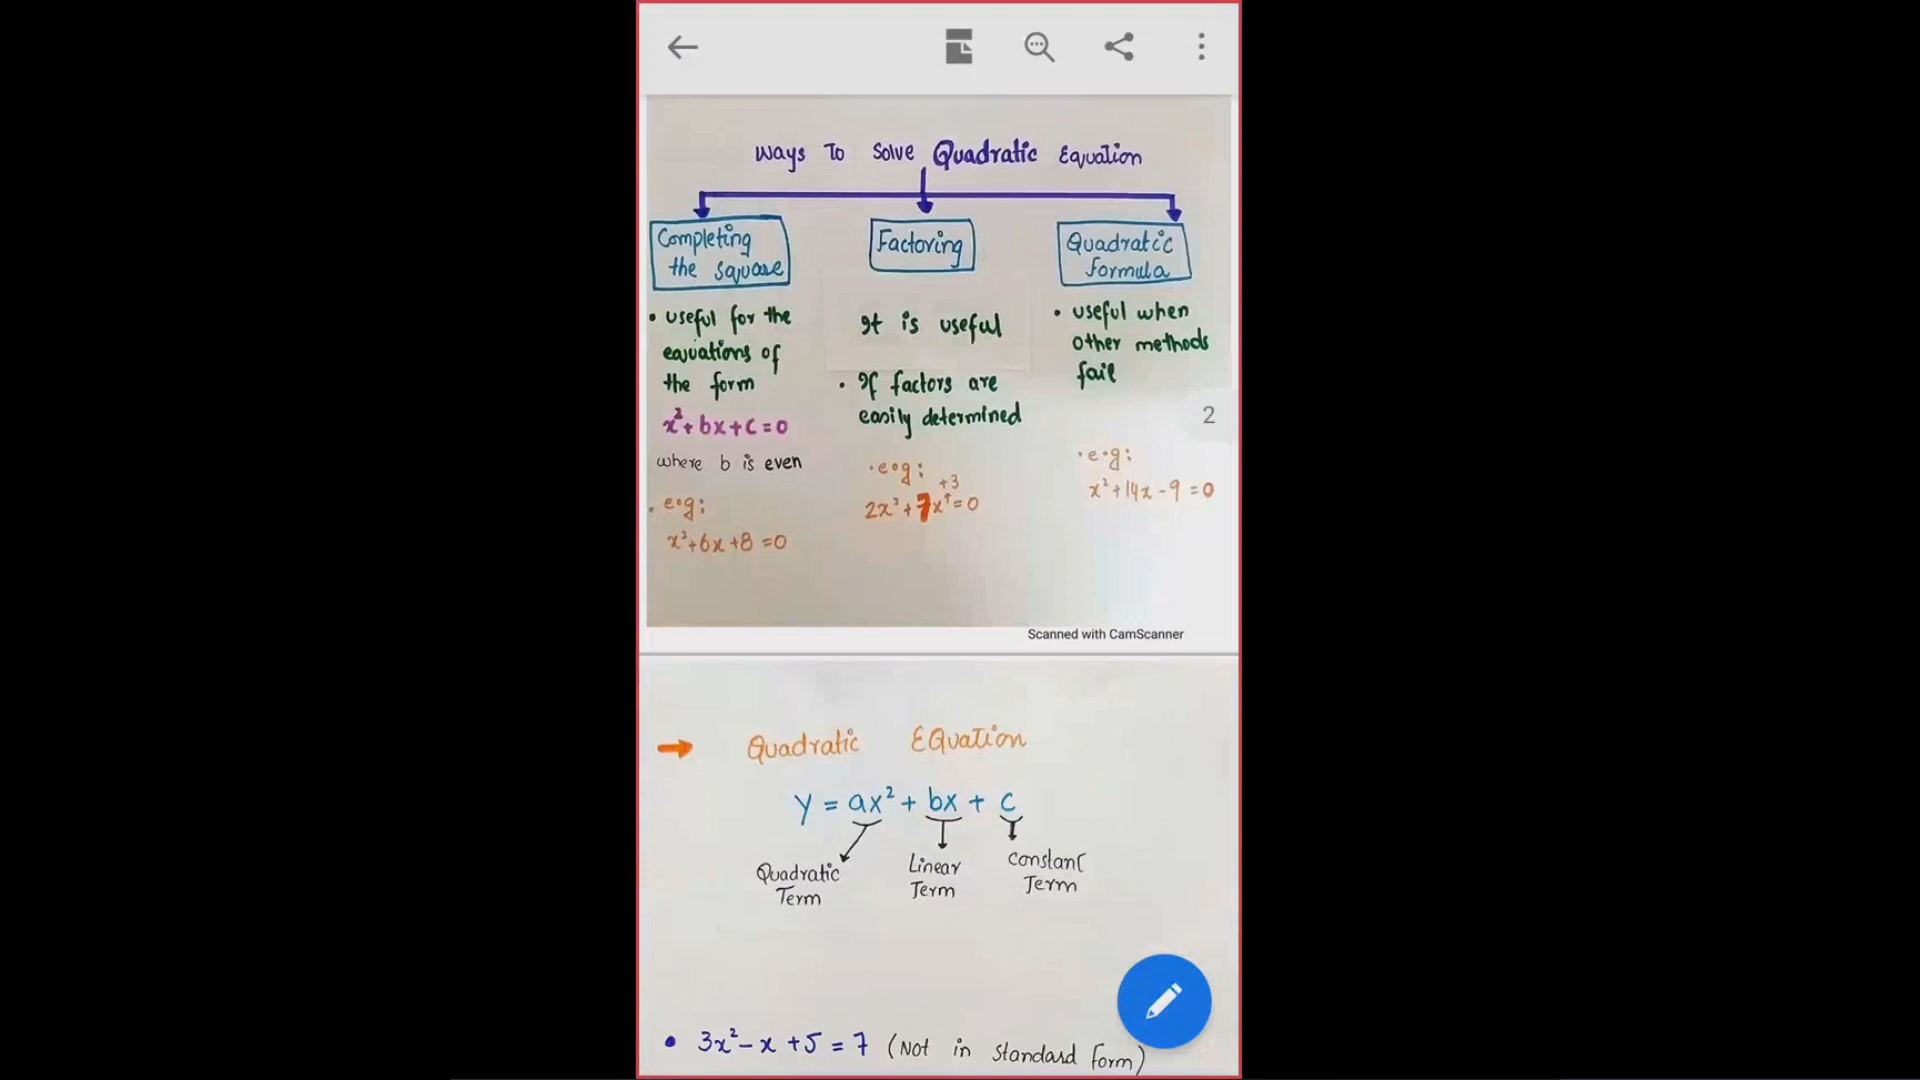 Ways To Solve Quadratic Equation
Completing
the square
• useful for the
equations of
the form
x²+bx+c=0
where b is even
• e.g:
x²+6x+8=0
Factoring
It is useful
• If factors are
easily determined
• e.g:
+3
2x²+7x↑=0
Quadratic
formula
• useful when
other methods
fail
• e.g:
x²+14x-9=0
2
Scanned with CamScanner
→ Quadratic EQuation
y = ax² + bx + c
Quadratic
Term
Linear
Term
Constant
Term
• 3x²-x+5=7 (Not in standard form)